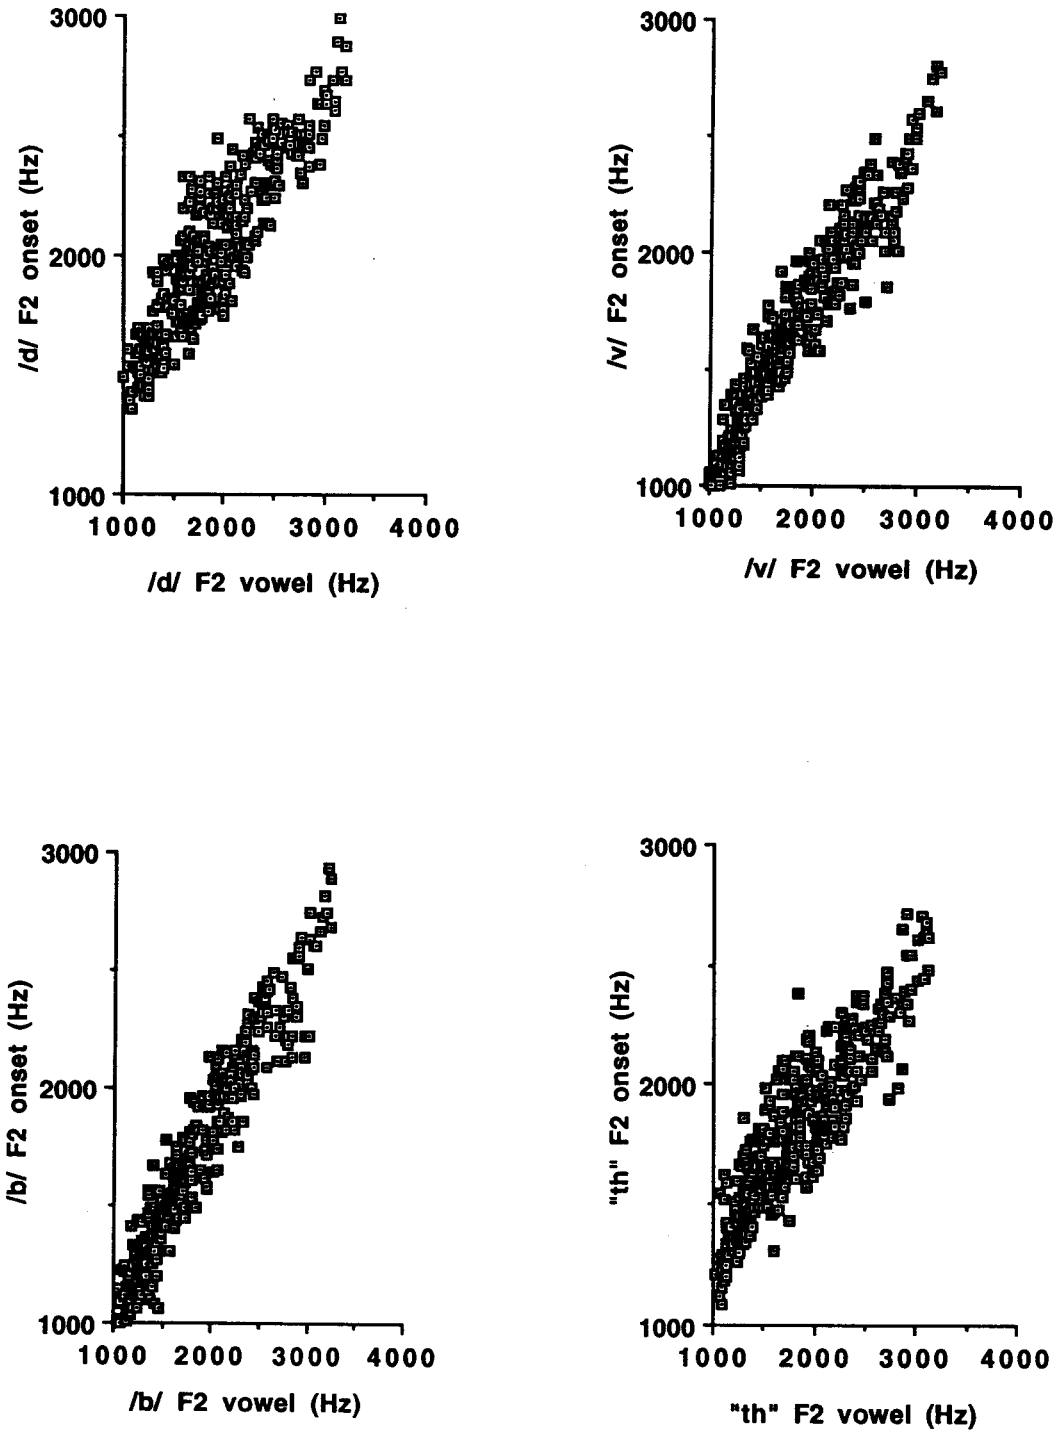 3000
2000
1000
/d/ F2 onset (Hz)
1000 2000 3000 4000
/d/ F2 vowel (Hz)
3000
2000
1000
/v/ F2 onset (Hz)
1000 2000 3000 4000
/v/ F2 vowel (Hz)
3000
2000
1000
/b/ F2 onset (Hz)
1000 2000 3000 4000
/b/ F2 vowel (Hz)
3000
2000
1000
"th" F2 onset (Hz)
1000 2000 3000 4000
"th" F2 vowel (Hz)